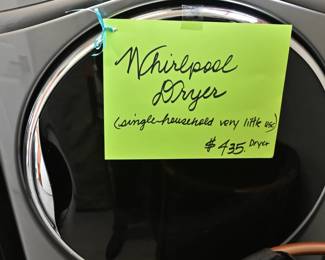 Whirlpool
Dryer
(single household very little use)
$435. Dryer